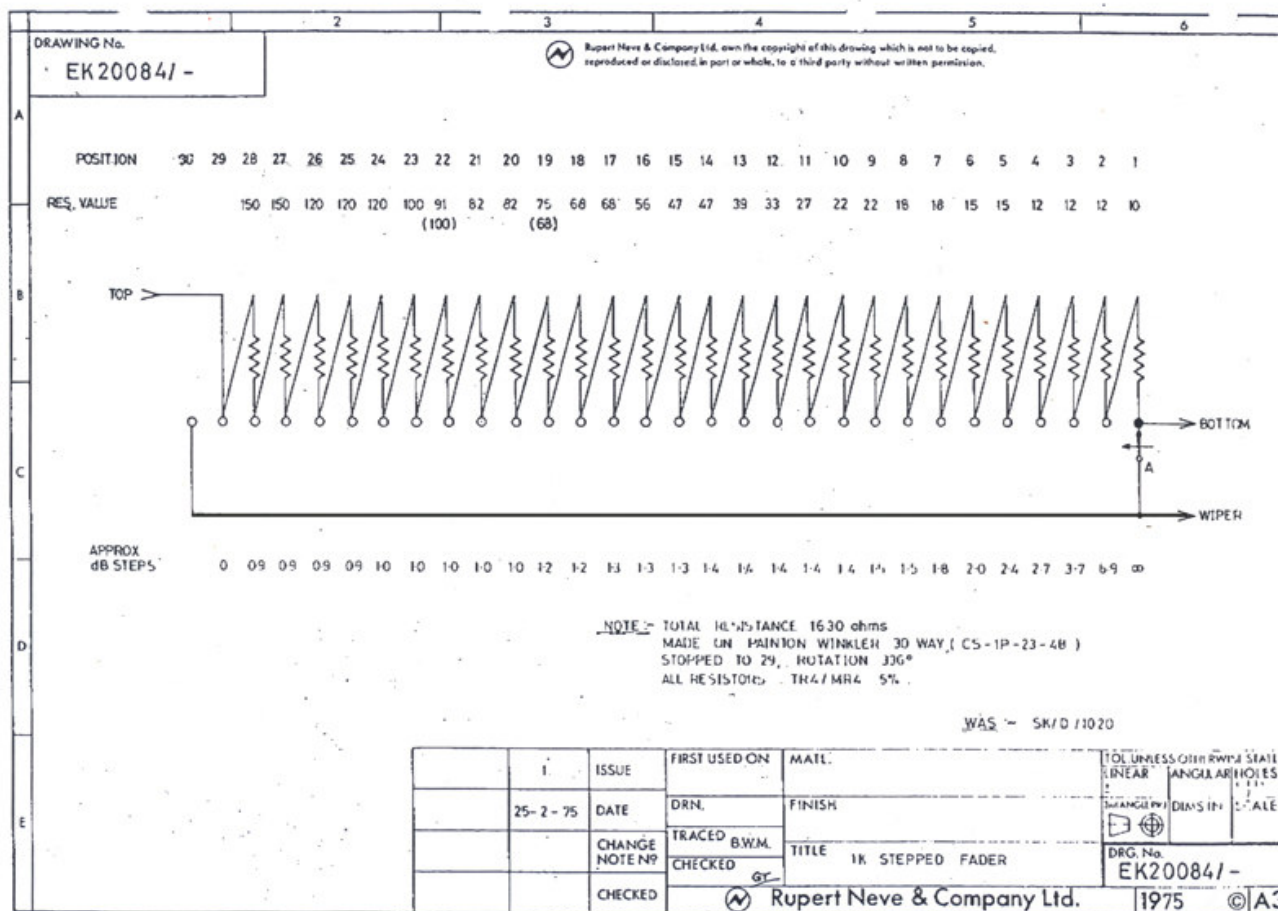 2 3 4 5 6
DRAWING No.
EK20084/-
Rupert Neve & Company Ltd. own the copyright of this drawing which is not to be copied,
reproduced or disclosed, in part or whole, to a third party without written permission.
A
POSITION 30 29 28 27 26 25 24 23 22 21 20 19 18 17 16 15 14 13 12 11 10 9 8 7 6 5 4 3 2 1
RES. VALUE 150 150 120 120 120 100 91 82 82 75 68 68 56 47 47 39 33 27 22 22 18 18 15 15 12 12 12 10
(100) (68)
B
TOP
BOTTOM
A
C
WIPER
APPROX
dB STEPS 0 0·9 0·9 0·9 0·9 1·0 1·0 1·0 1·0 1·0 1·2 1·2 1·3 1·3 1·3 1·4 1·4 1·4 1·4 1·4 1·5 1·8 2·0 2·4 2·7 3·7 6·9 ∞
D
NOTE :- TOTAL RESISTANCE 1630 ohms
MADE ON PAINTON WINKLER 30 WAY, ( CS-1P-23-4B )
STOPPED TO 29, ROTATION 336°
ALL RESISTORS TR4/MR4 5%.
WAS :- SK/D/1020
E
1 ISSUE
25-2-75 DATE
CHANGE
NOTE Nº
CHECKED
FIRST USED ON
DRN.
TRACED B.W.M.
CHECKED GT
MATL.
FINISH
TITLE 1K STEPPED FADER
TOL. UNLESS OTHERWISE STATE
LINEAR ANGULAR HOLES
DIMS IN SCALE
DRG. No.
EK20084/-
Rupert Neve & Company Ltd. 1975 © A3